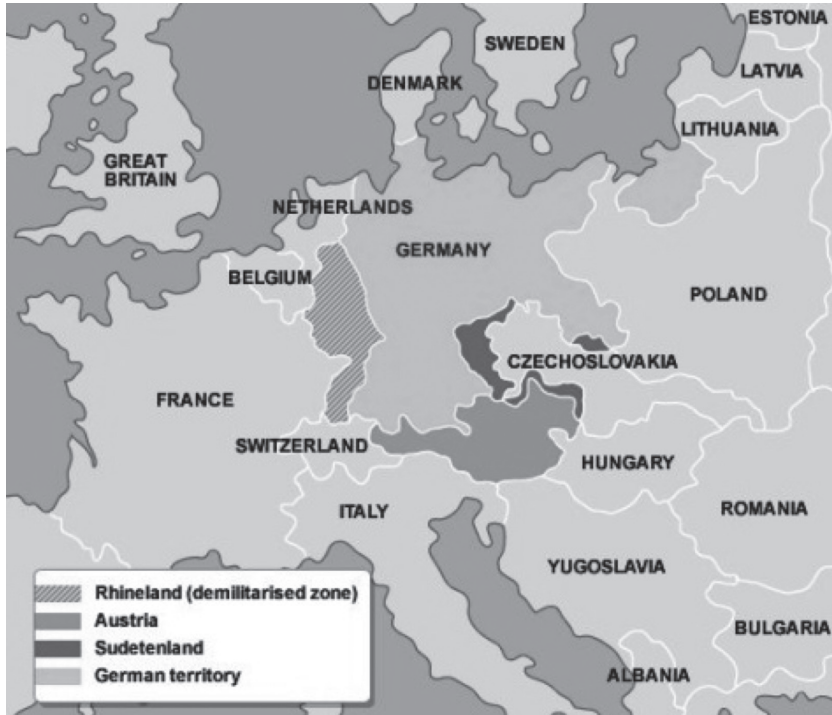 ESTONIA
SWEDEN
LATVIA
DENMARK
LITHUANIA
GREAT
BRITAIN
NETHERLANDS
GERMANY
BELGIUM
POLAND
CZECHOSLOVAKIA
FRANCE
SWITZERLAND
HUNGARY
ROMANIA
ITALY
YUGOSLAVIA
BULGARIA
ALBANIA
Rhineland (demilitarised zone)
Austria
Sudetenland
German territory